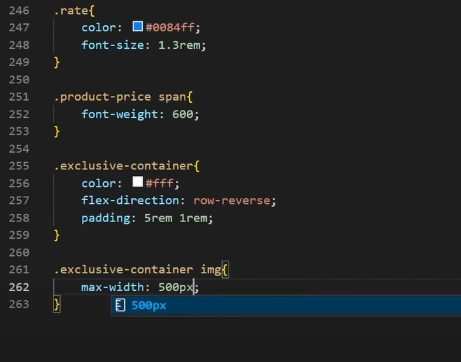 246 .rate{
247 color: #0084ff;
248 font-size: 1.3rem;
249 }
250
251 .product-price span{
252 font-weight: 600;
253 }
254
255 .exclusive-container{
256 color: #fff;
257 flex-direction: row-reverse;
258 padding: 5rem 1rem;
259 }
260
261 .exclusive-container img{
262 max-width: 500px;
263 }
500px